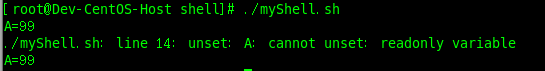 [root@Dev-CentOS-Host shell]# ./myShell.sh
A=99
./myShell.sh: line 14: unset: A: cannot unset: readonly variable
A=99